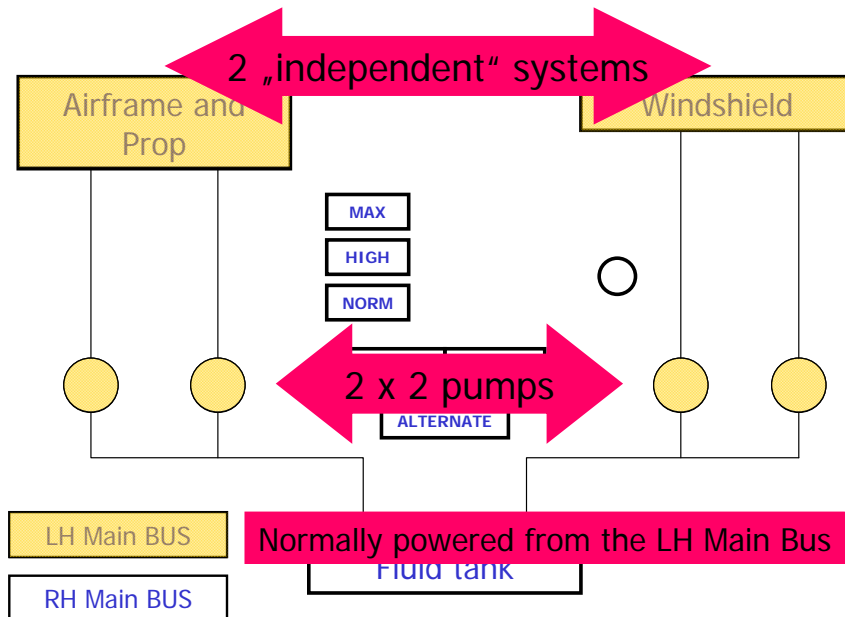 2 „independent“ systems
Airframe and
Prop
Windshield
MAX
HIGH
NORM
2 x 2 pumps
ALTERNATE
LH Main BUS
Normally powered from the LH Main Bus
Fluid tank
RH Main BUS